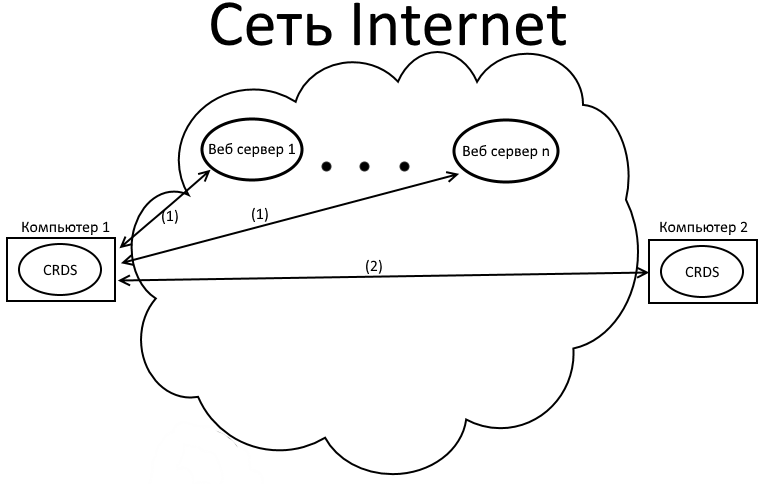 Сеть Internet
Веб сервер 1
Веб сервер n
(1)
(1)
Компьютер 1
Компьютер 2
(2)
CRDS
CRDS